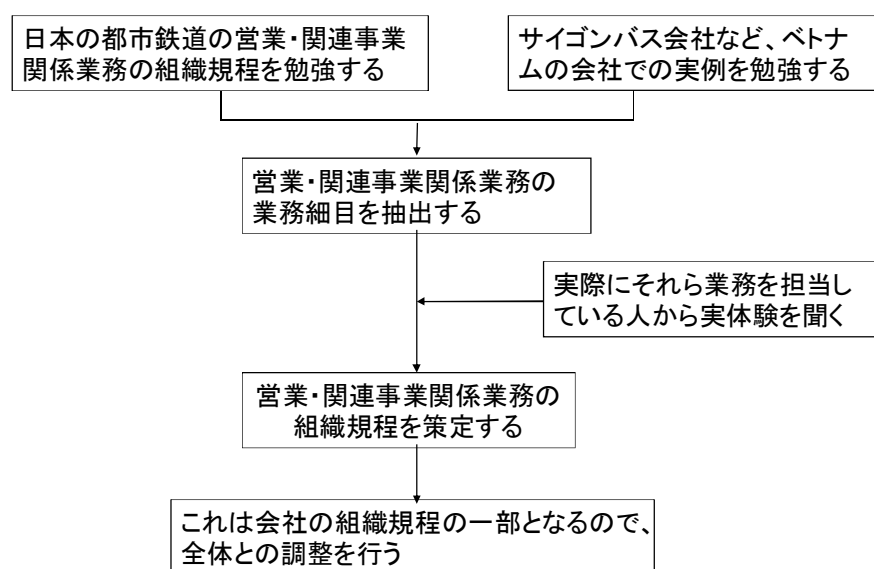 日本の都市鉄道の営業・関連事業
関係業務の組織規程を勉強する
サイゴンバス会社など、ベトナ
ムの会社での実例を勉強する
営業・関連事業関係業務の
業務細目を抽出する
実際にそれら業務を担当し
ている人から実体験を聞く
営業・関連事業関係業務の
組織規程を策定する
これは会社の組織規程の一部となるので、
全体との調整を行う